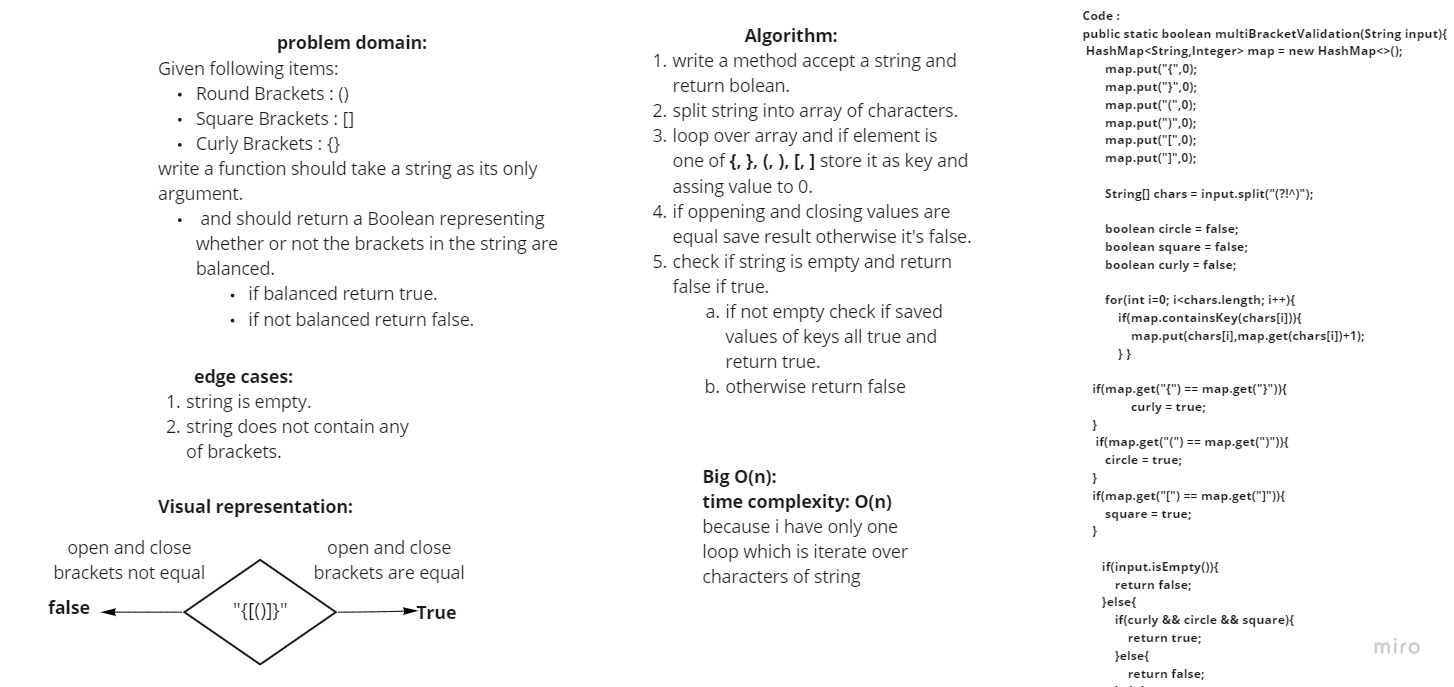 problem domain:
Given following items:
• Round Brackets : ()
• Square Brackets : []
• Curly Brackets : {}
write a function should take a string as its only
argument.
• and should return a Boolean representing
whether or not the brackets in the string are
balanced.
• if balanced return true.
• if not balanced return false.
edge cases:
1. string is empty.
2. string does not contain any
of brackets.
Visual representation:
open and close
brackets not equal
open and close
brackets are equal
false
"{[()]}"
True
Algorithm:
1. write a method accept a string and
return bolean.
2. split string into array of characters.
3. loop over array and if element is
one of {, }, (, ), [, ] store it as key and
assing value to 0.
4. if oppening and closing values are
equal save result otherwise it's false.
5. check if string is empty and return
false if true.
a. if not empty check if saved
values of keys all true and
return true.
b. otherwise return false
Big O(n):
time complexity: O(n)
because i have only one
loop which is iterate over
characters of string
Code :
public static boolean multiBracketValidation(String input){
HashMap<String,Integer> map = new HashMap<>();
map.put("{",0);
map.put("}",0);
map.put("(",0);
map.put(")",0);
map.put("[",0);
map.put("]",0);
String[] chars = input.split("(?!^)");
boolean circle = false;
boolean square = false;
boolean curly = false;
for(int i=0; i<chars.length; i++){
if(map.containsKey(chars[i])){
map.put(chars[i],map.get(chars[i])+1);
} }
if(map.get("{") == map.get("}")){
curly = true;
}
if(map.get("(") == map.get(")")){
circle = true;
}
if(map.get("[") == map.get("]")){
square = true;
}
if(input.isEmpty()){
return false;
}else{
if(curly && circle && square){
return true;
}else{
return false;
miro